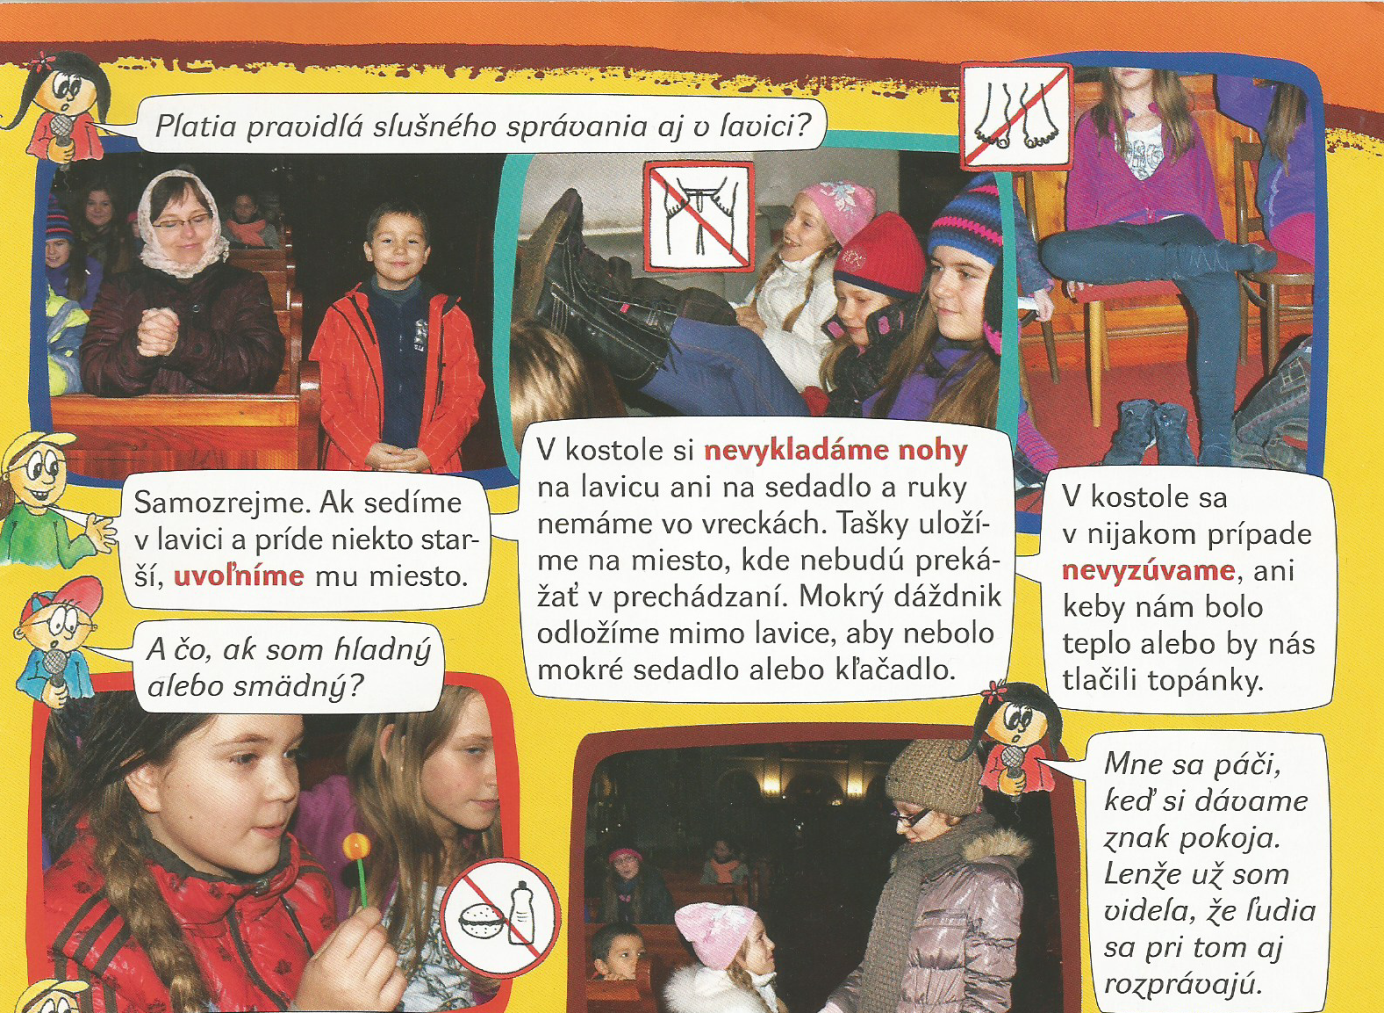 Platia pravidlá slušného správania aj v lavici?
Samozrejme. Ak sedíme
v lavici a príde niekto star-
ší, uvoľníme mu miesto.
V kostole si nevykladáme nohy
na lavicu ani na sedadlo a ruky
nemáme vo vreckách. Tašky uloží-
me na miesto, kde nebudú preká-
žať v prechádzaní. Mokrý dáždnik
odložíme mimo lavice, aby nebolo
mokré sedadlo alebo kľačadlo.
V kostole sa
v nijakom prípade
nevyzúvame, ani
keby nám bolo
teplo alebo by nás
tlačili topánky.
A čo, ak som hladný
alebo smädný?
Mne sa páči,
keď si dávame
znak pokoja.
Lenže už som
videla, že ľudia
sa pri tom aj
rozprávajú.